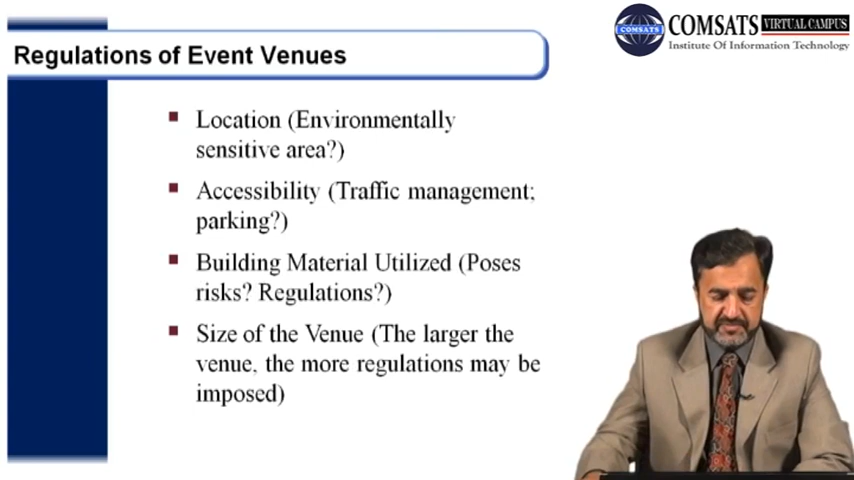 COMSATS VIRTUAL CAMPUS
COMSATS
Institute Of Information Technology
Regulations of Event Venues
Location (Environmentally
sensitive area?)
Accessibility (Traffic management;
parking?)
Building Material Utilized (Poses
risks? Regulations?)
Size of the Venue (The larger the
venue, the more regulations may be
imposed)